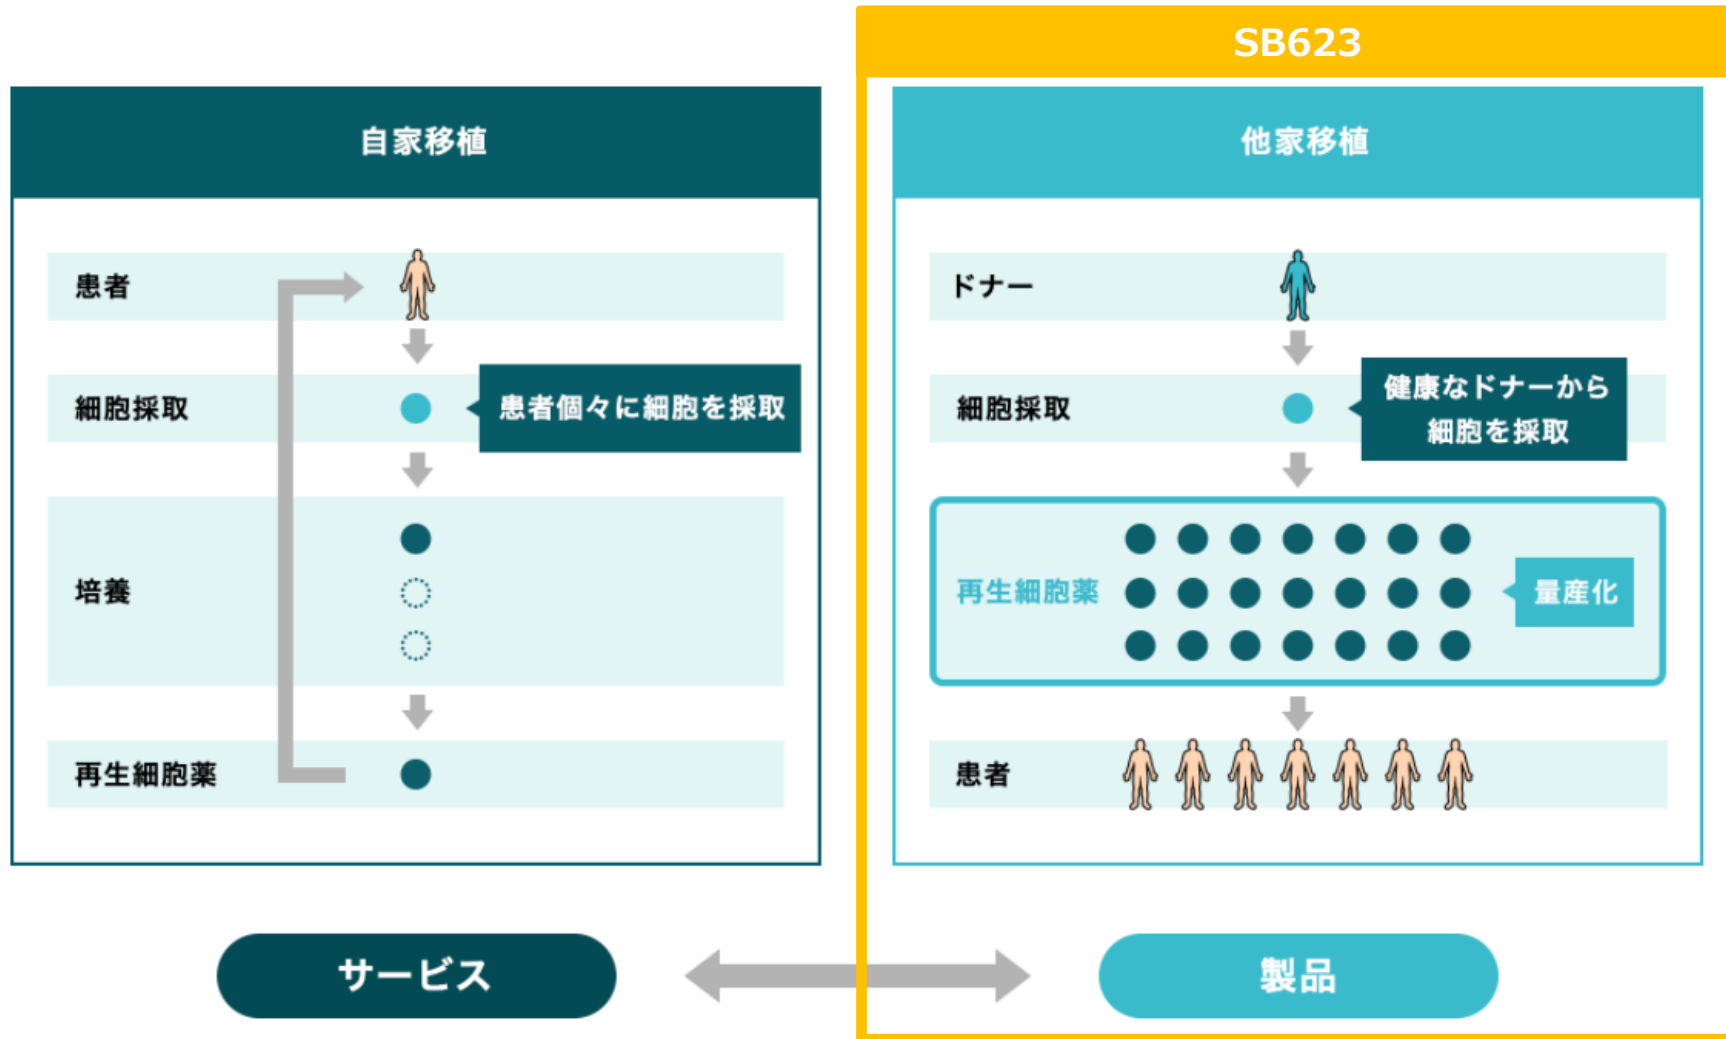 SB623
自家移植
患者
細胞採取
患者個々に細胞を採取
培養
再生細胞薬
サービス
他家移植
ドナー
細胞採取
健康なドナーから
細胞を採取
再生細胞薬
量産化
患者
製品